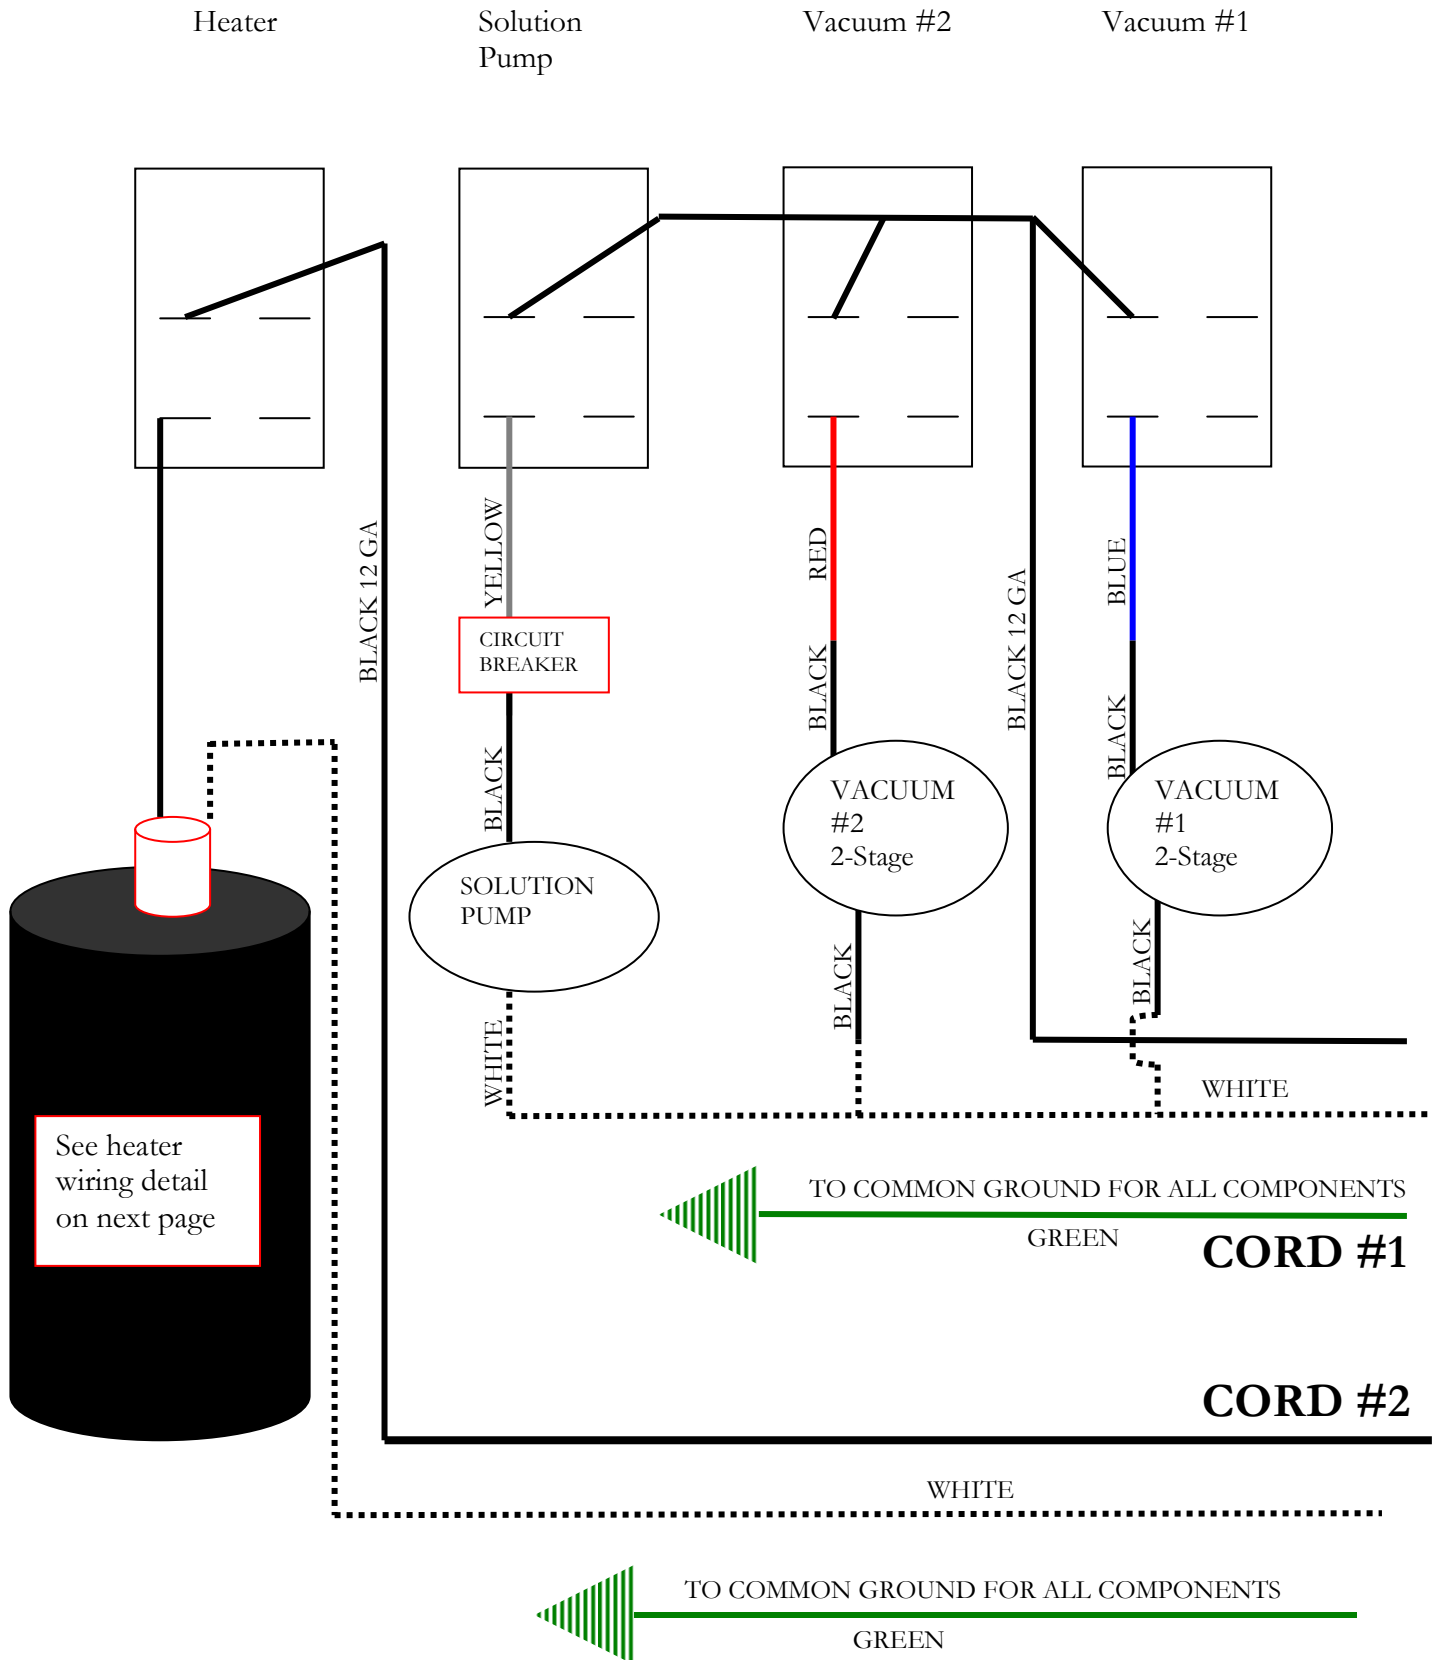 Heater
Solution
Pump
Vacuum #2
Vacuum #1
BLACK 12 GA
YELLOW
CIRCUIT
BREAKER
BLACK
RED
BLACK
BLACK 12 GA
BLUE
BLACK
SOLUTION
PUMP
VACUUM
#2
2-Stage
VACUUM
#1
2-Stage
WHITE
BLACK
BLACK
WHITE
See heater
wiring detail
on next page
TO COMMON GROUND FOR ALL COMPONENTS
GREEN
CORD #1
CORD #2
WHITE
TO COMMON GROUND FOR ALL COMPONENTS
GREEN